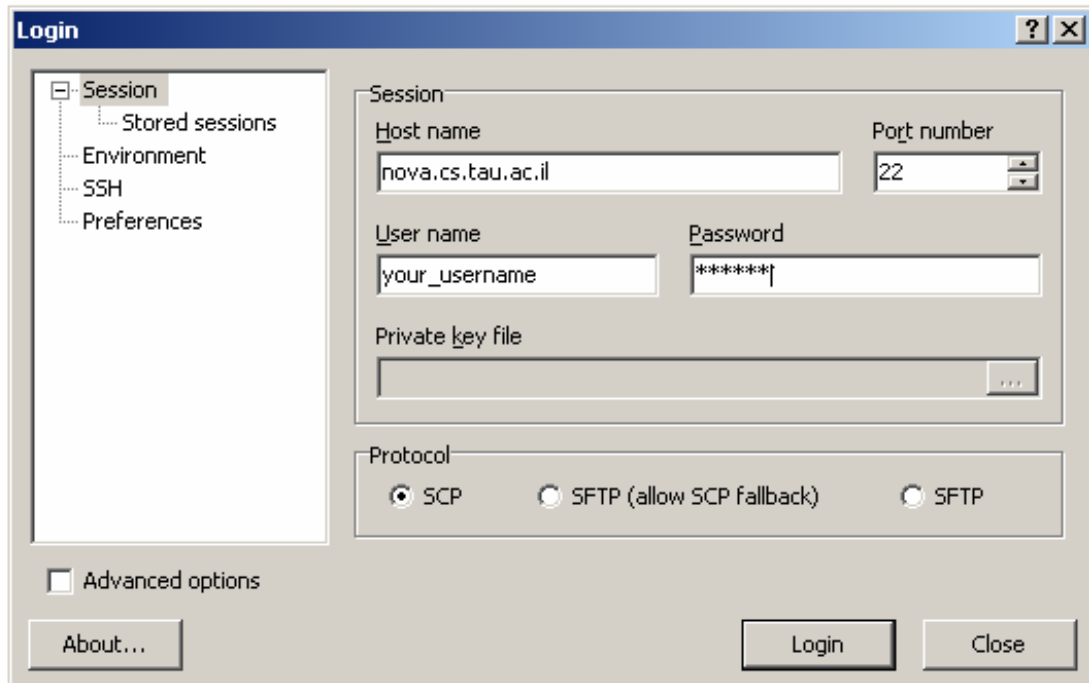 Login
Session
Stored sessions
Environment
SSH
Preferences
Session
Host name Port number
nova.cs.tau.ac.il 22
User name Password
your_username ******
Private key file
...
Protocol
SCP SFTP (allow SCP fallback) SFTP
Advanced options
About... Login Close